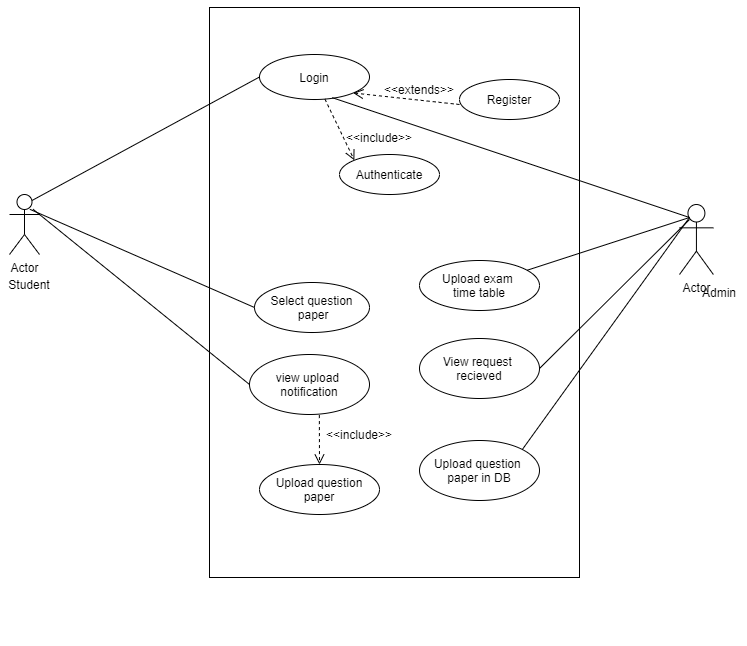 Login
<<extends>>
Register
<<include>>
Authenticate
Actor
Student
Actor
Admin
Select question
paper
Upload exam
time table
view upload
notification
View request
recieved
<<include>>
Upload question
paper
Upload question
paper in DB